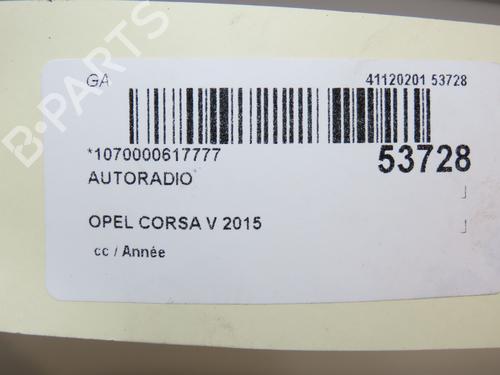 GA
41120201 53728
*1070000617777
53728
AUTORADIO
OPEL CORSA V 2015
cc / Année
B-PARTS